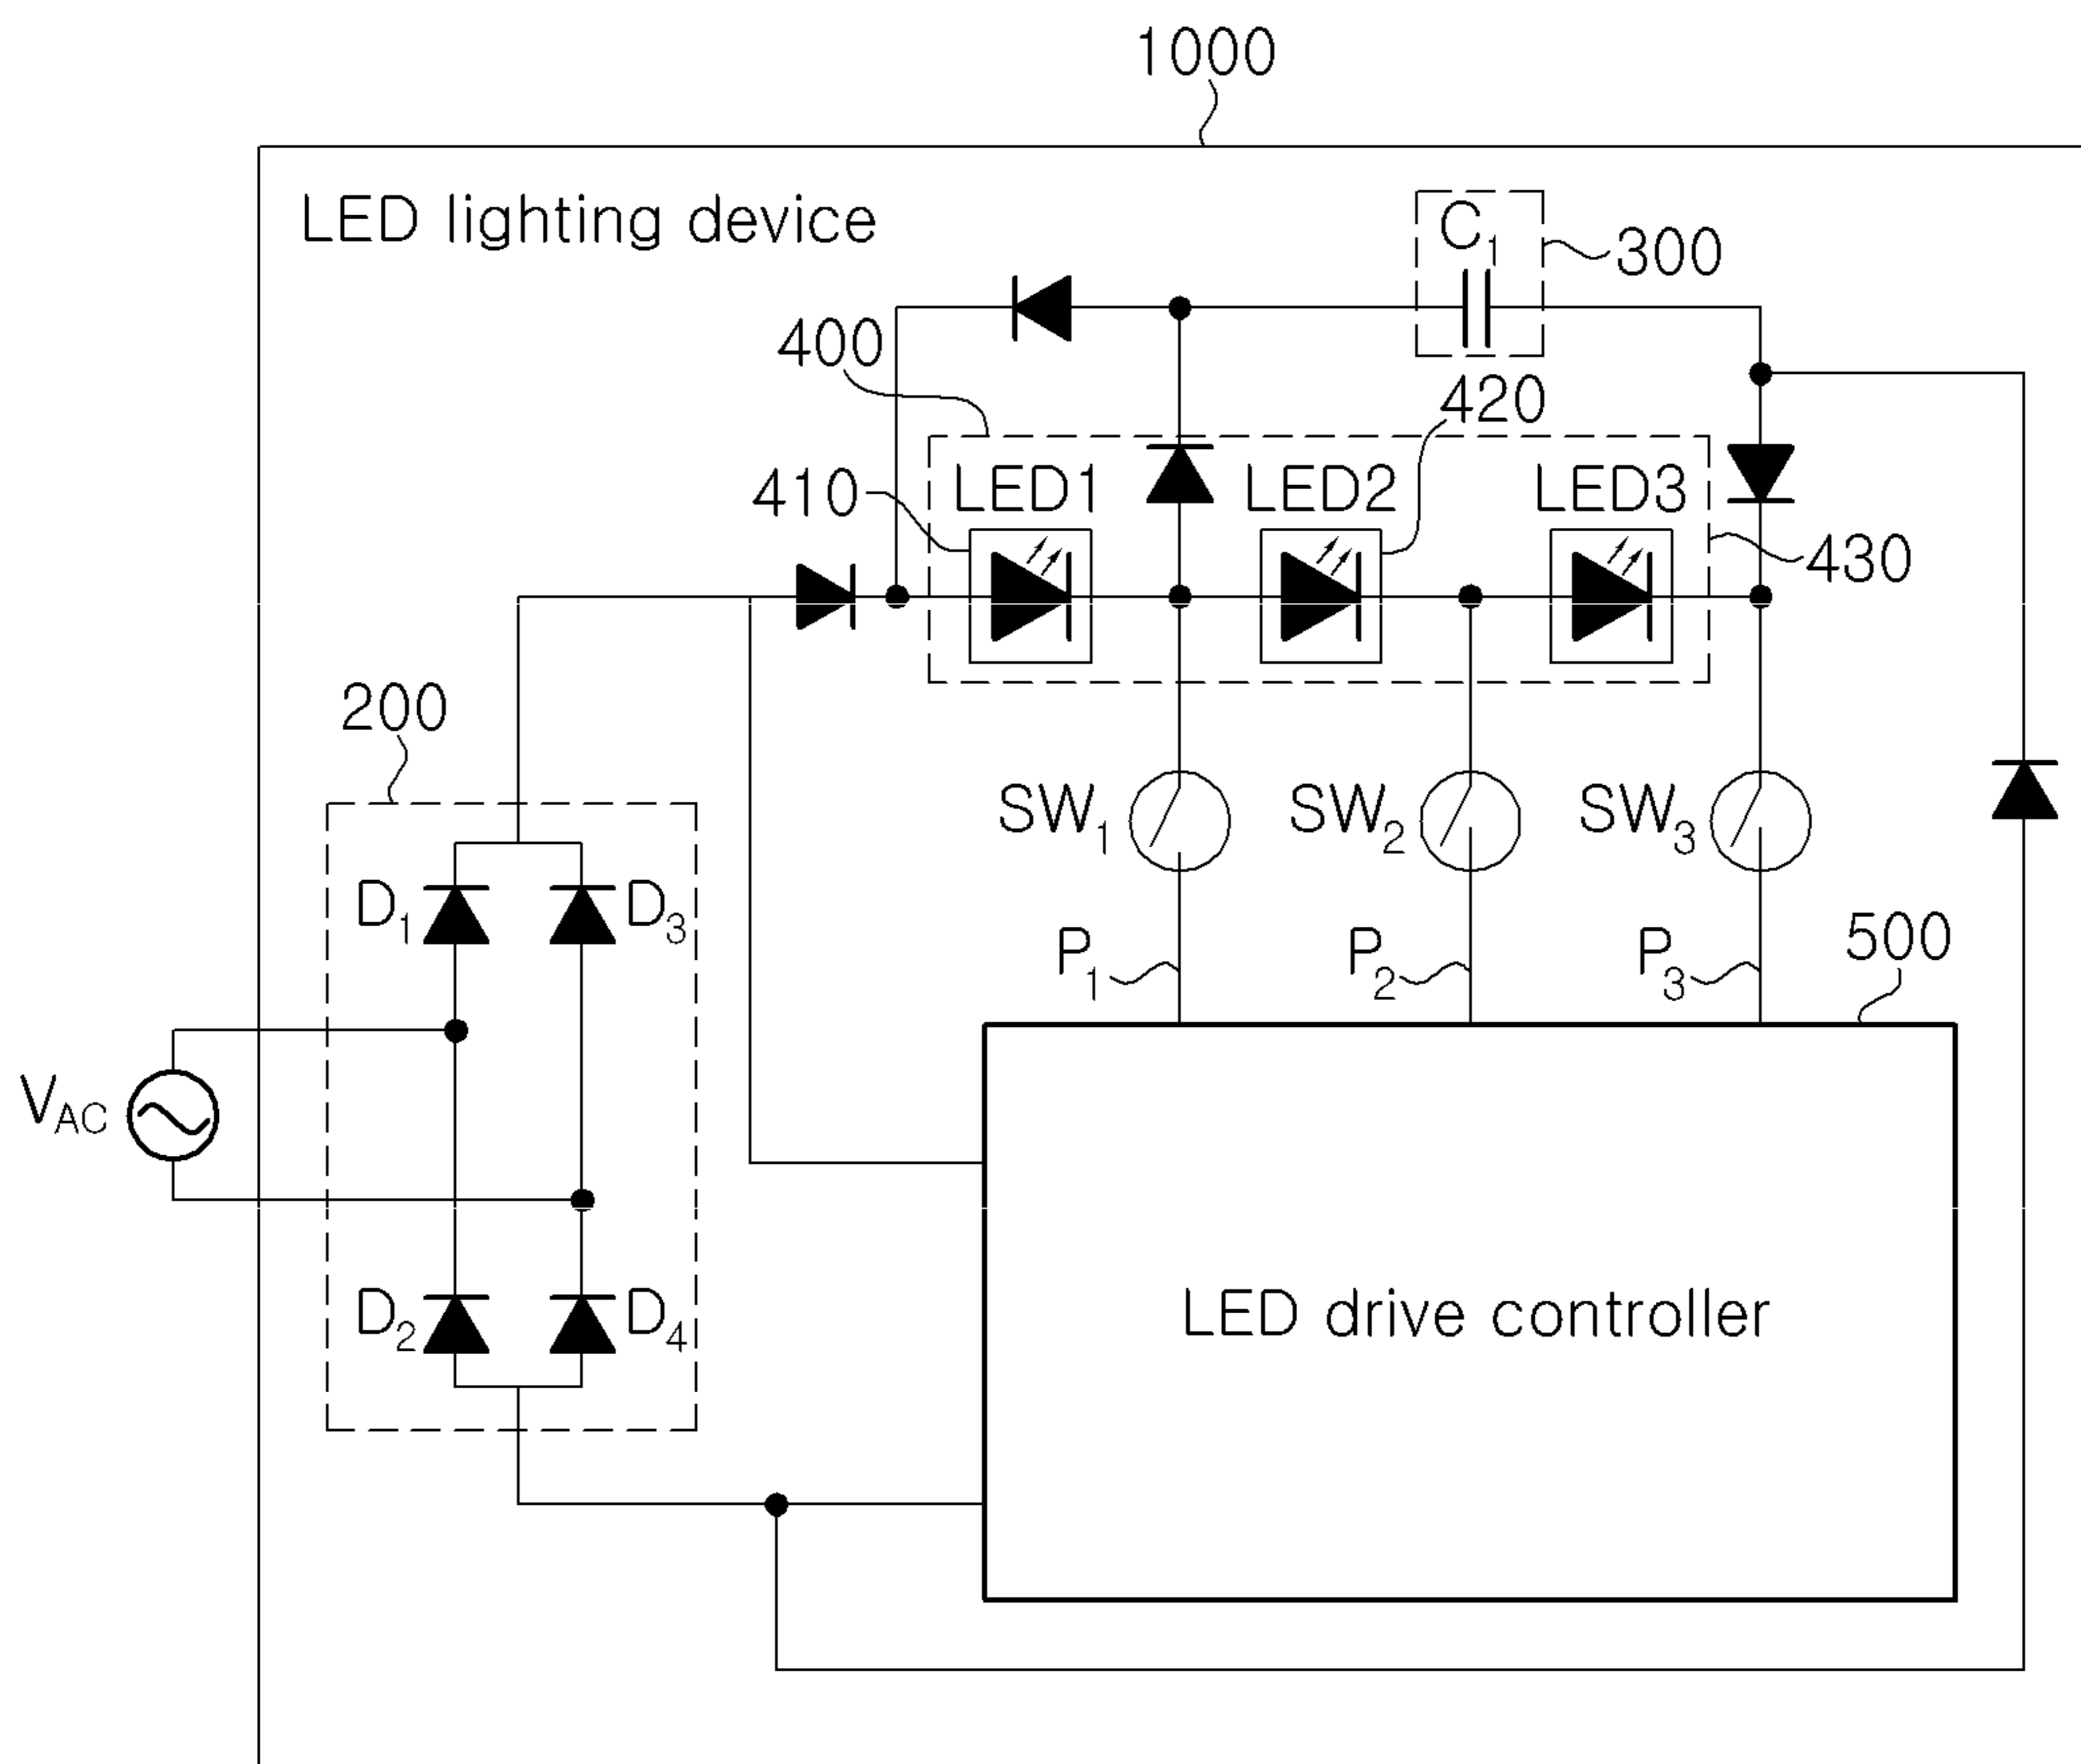 1000
LED lighting device
C1
300
400
420
410
LED1
LED2
LED3
430
200
SW1
SW2
SW3
D1
D3
P1
P2
P3
500
VAC
D2
D4
LED drive controller